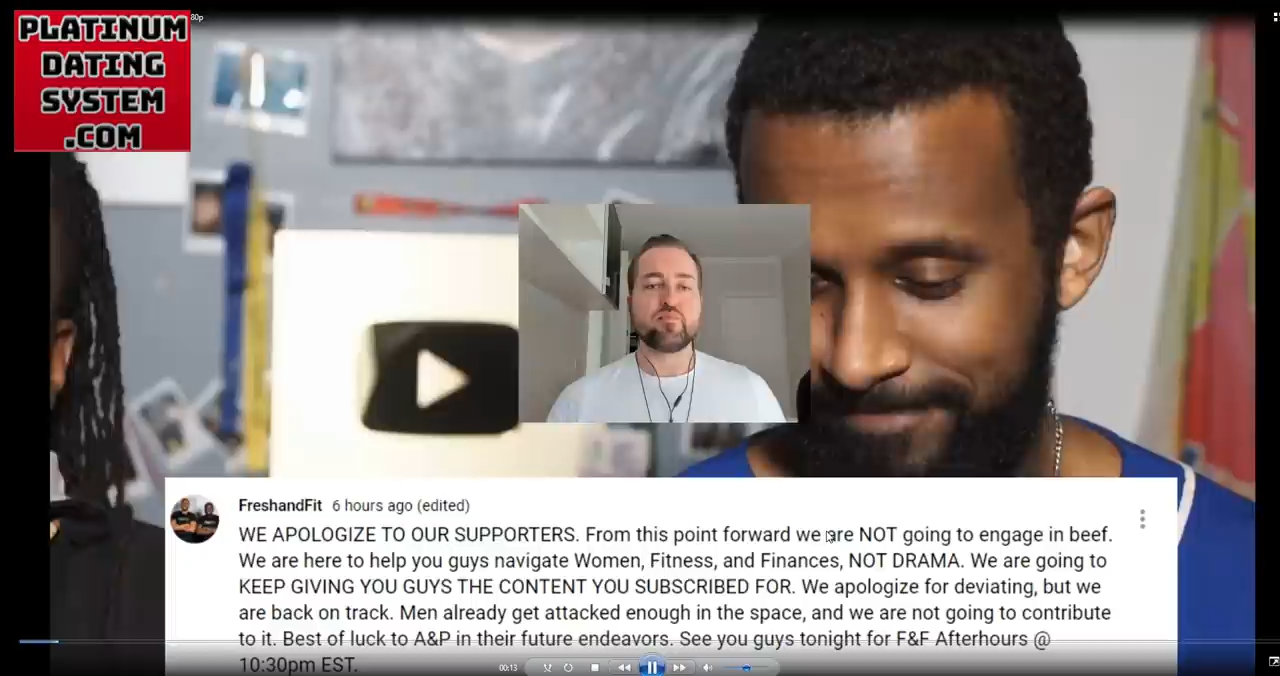 80p
PLATINUM
DATING
SYSTEM
.COM
FreshandFit 6 hours ago (edited)
WE APOLOGIZE TO OUR SUPPORTERS. From this point forward we are NOT going to engage in beef.
We are here to help you guys navigate Women, Fitness, and Finances, NOT DRAMA. We are going to
KEEP GIVING YOU GUYS THE CONTENT YOU SUBSCRIBED FOR. We apologize for deviating, but we
are back on track. Men already get attacked enough in the space, and we are not going to contribute
to it. Best of luck to A&P in their future endeavors. See you guys tonight for F&F Afterhours @
10:30pm EST.
00:13